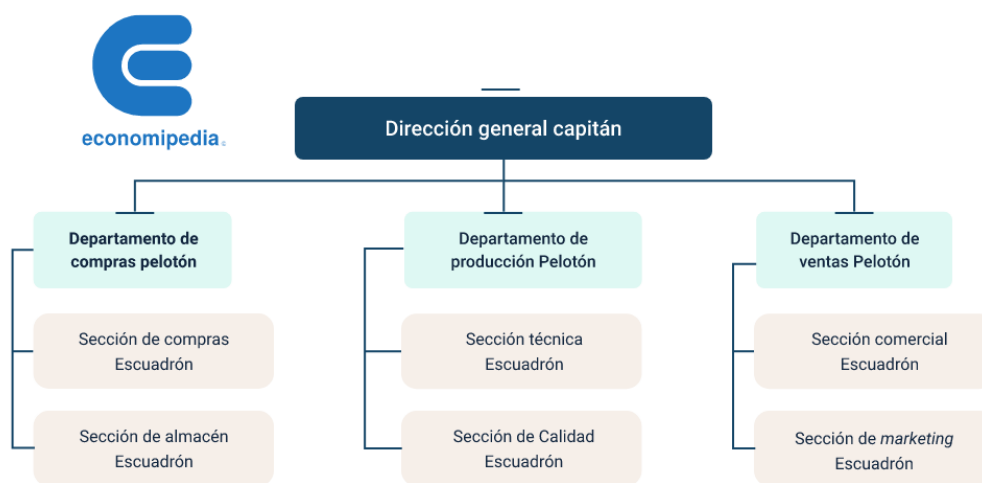 economipedia
Dirección general capitán
Departamento de
compras pelotón
Departamento de
producción Pelotón
Departamento de
ventas Pelotón
Sección de compras
Escuadrón
Sección técnica
Escuadrón
Sección comercial
Escuadrón
Sección de almacén
Escuadrón
Sección de Calidad
Escuadrón
Sección de marketing
Escuadrón